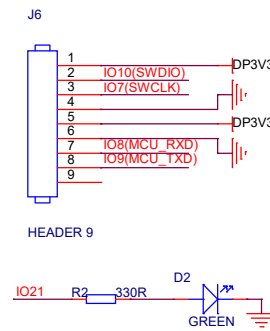 J6
1
DP3V3
2
IO10(SWDIO)
3
IO7(SWCLK)
4
5
DP3V3
6
7
IO8(MCU_RXD)
8
IO9(MCU_TXD)
9
HEADER 9
D2
IO21
R2
330R
GREEN